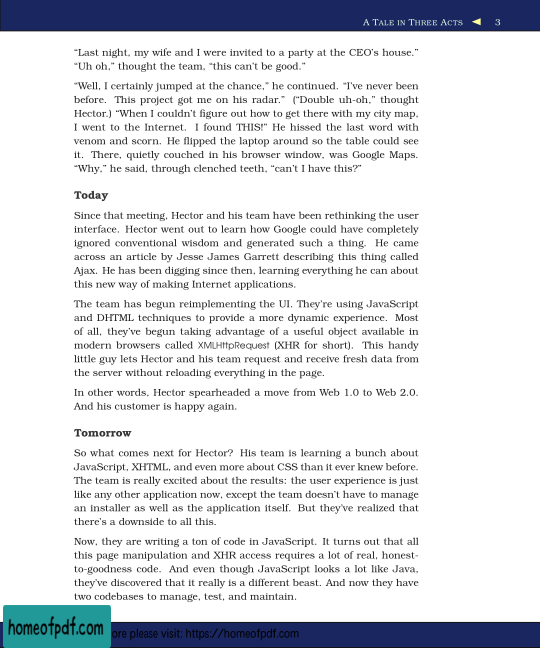 A TALE IN THREE ACTS 3
“Last night, my wife and I were invited to a party at the CEO’s house.”
“Uh oh,” thought the team, “this can’t be good.”
“Well, I certainly jumped at the chance,” he continued. “I’ve never been
before. This project got me on his radar.” (“Double uh-oh,” thought
Hector.) “When I couldn’t figure out how to get there with my city map,
I went to the Internet. I found THIS!” He hissed the last word with
venom and scorn. He flipped the laptop around so the table could see
it. There, quietly couched in his browser window, was Google Maps.
“Why,” he said, through clenched teeth, “can’t I have this?”
Today
Since that meeting, Hector and his team have been rethinking the user
interface. Hector went out to learn how Google could have completely
ignored conventional wisdom and generated such a thing. He came
across an article by Jesse James Garrett describing this thing called
Ajax. He has been digging since then, learning everything he can about
this new way of making Internet applications.
The team has begun reimplementing the UI. They’re using JavaScript
and DHTML techniques to provide a more dynamic experience. Most
of all, they’ve begun taking advantage of a useful object available in
modern browsers called XMLHttpRequest (XHR for short). This handy
little guy lets Hector and his team request and receive fresh data from
the server without reloading everything in the page.
In other words, Hector spearheaded a move from Web 1.0 to Web 2.0.
And his customer is happy again.
Tomorrow
So what comes next for Hector? His team is learning a bunch about
JavaScript, XHTML, and even more about CSS than it ever knew before.
The team is really excited about the results: the user experience is just
like any other application now, except the team doesn’t have to manage
an installer as well as the application itself. But they’ve realized that
there’s a downside to all this.
Now, they are writing a ton of code in JavaScript. It turns out that all
this page manipulation and XHR access requires a lot of real, honest-
to-goodness code. And even though JavaScript looks a lot like Java,
they’ve discovered that it really is a different beast. And now they have
two codebases to manage, test, and maintain.
homeofpdf.com
ore please visit: https://homeofpdf.com